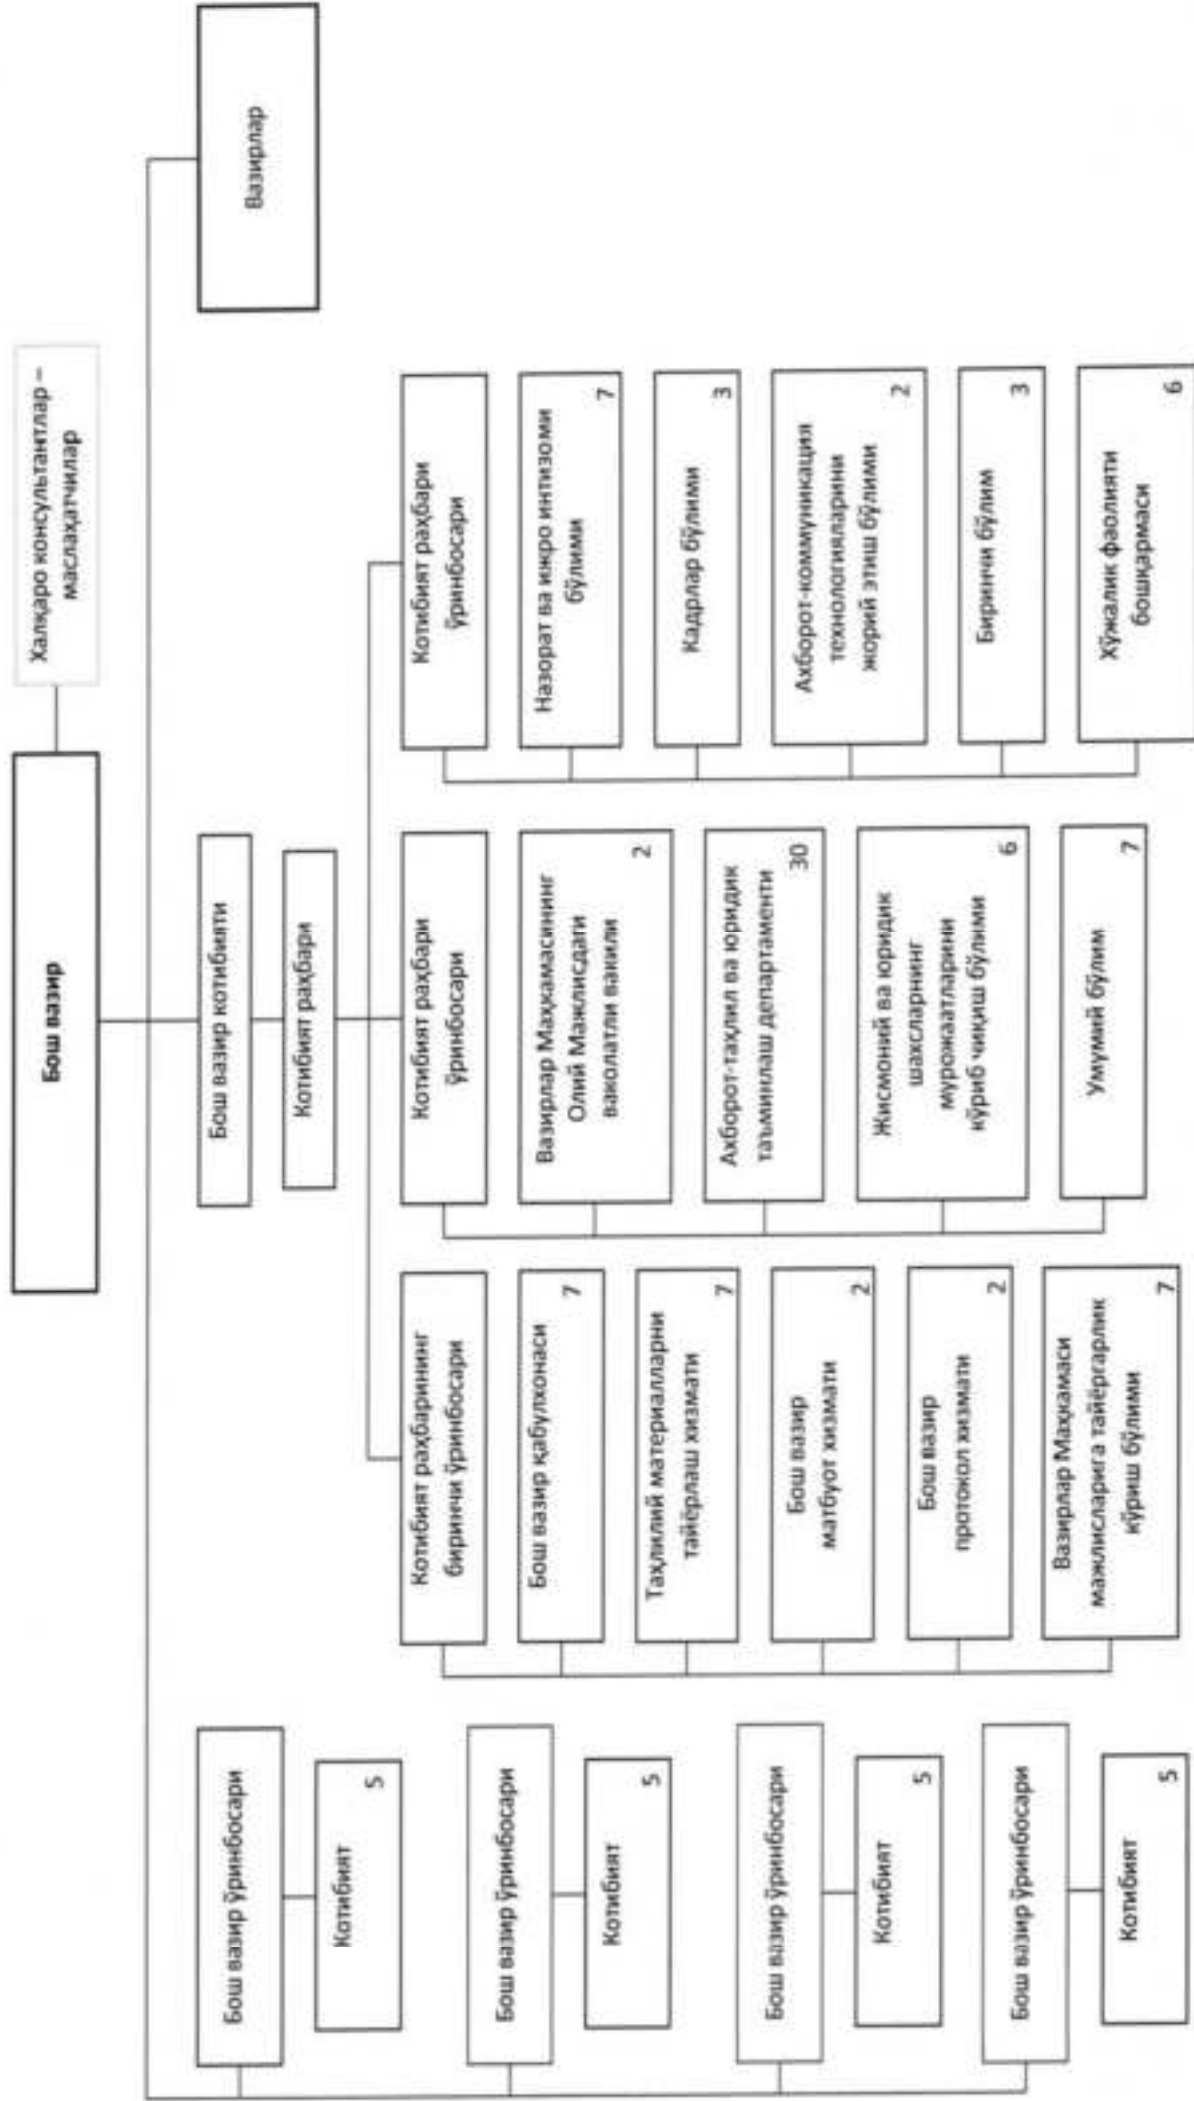 Бош вазир
Халқаро консультантлар –
маслаҳатчилар
Вазирлар
Бош вазир котибияти
Котибият раҳбари
Бош вазир ўринбосари
Котибият
5
Бош вазир ўринбосари
Котибият
5
Бош вазир ўринбосари
Котибият
5
Бош вазир ўринбосари
Котибият
5
Котибият раҳбарининг
биринчи ўринбосари
Бош вазир қабулхонаси
7
Таҳлилий материалларни
тайёрлаш хизмати
7
Бош вазир
матбуот хизмати
2
Бош вазир
протокол хизмати
2
Вазирлар Маҳкамаси
мажлисларига тайёргарлик
кўриш бўлими
7
Котибият раҳбари
ўринбосари
Вазирлар Маҳкамасининг
Олий Мажлисдаги
ваколатли вакили
2
Ахборот-таҳлил ва юридик
таъминлаш департаменти
30
Жисмоний ва юридик
шахсларнинг
мурожаатларини
кўриб чиқиш бўлими
6
Умумий бўлим
7
Котибият раҳбари
ўринбосари
Назорат ва ижро интизоми
бўлими
7
Кадрлар бўлими
3
Ахборот-коммуникация
технологияларини
жорий этиш бўлими
2
Биринчи бўлим
3
Хўжалик фаолияти
бошқармаси
6